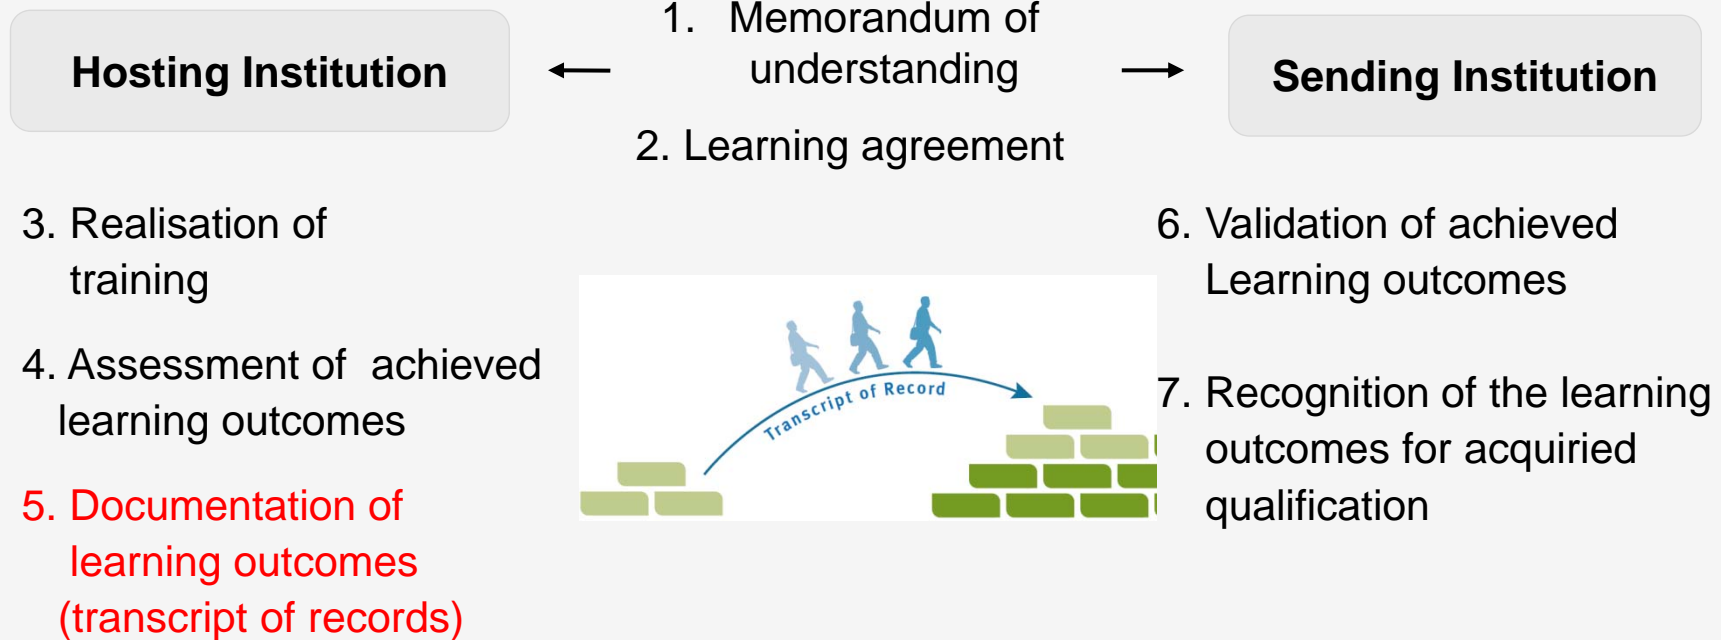 Hosting Institution
1. Memorandum of
understanding
2. Learning agreement
Sending Institution
3. Realisation of
training
4. Assessment of achieved
learning outcomes
5. Documentation of
learning outcomes
(transcript of records)
Transcript of Record
6. Validation of achieved
Learning outcomes
7. Recognition of the learning
outcomes for acquiried
qualification